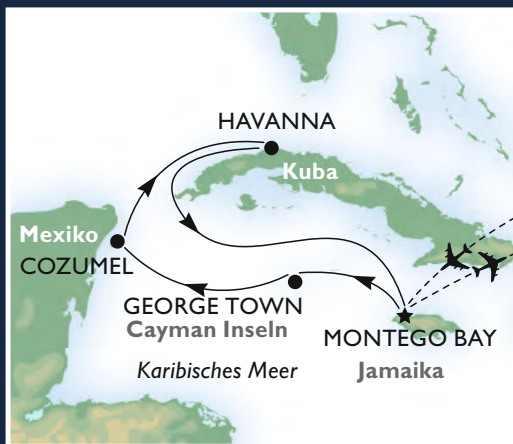 HAVANNA
Kuba
Mexiko
COZUMEL
GEORGE TOWN
Cayman Inseln
MONTEGO BAY
Karibisches Meer
Jamaika